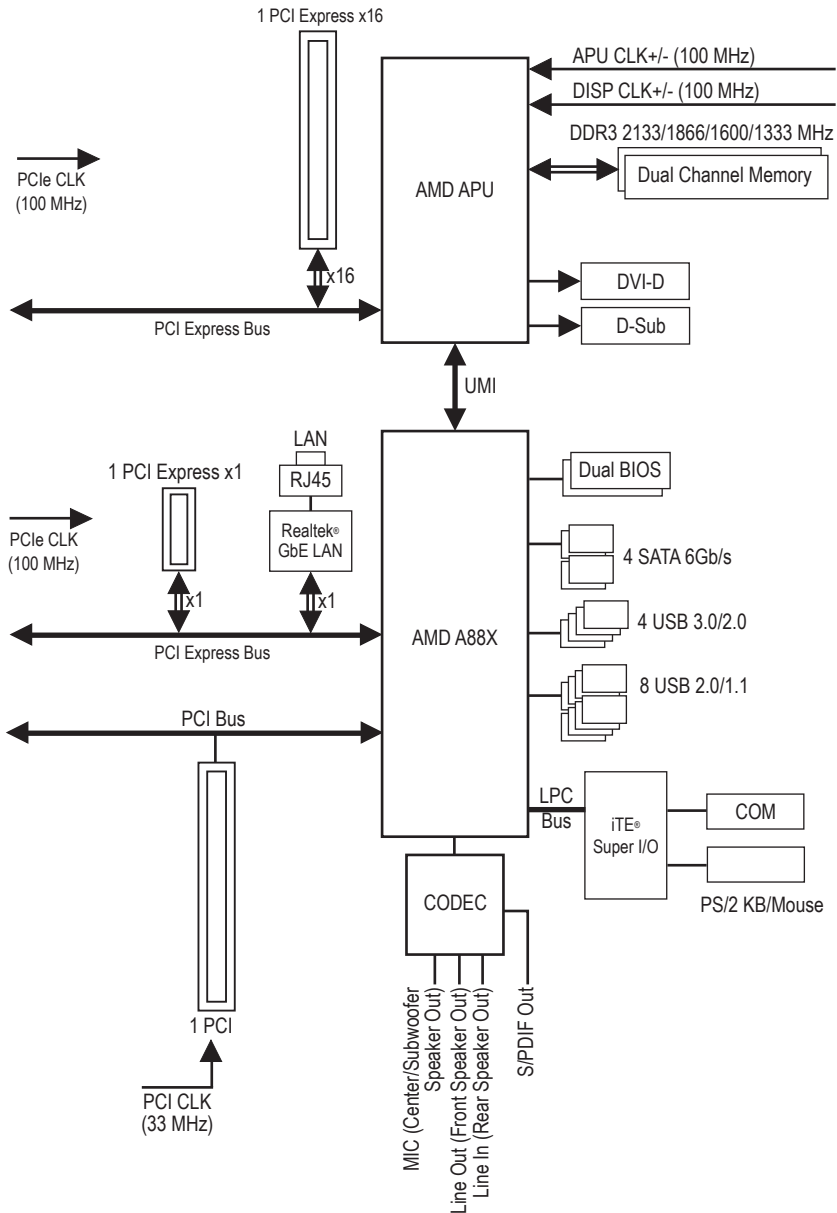 1 PCI Express x16
APU CLK+/- (100 MHz)
DISP CLK+/- (100 MHz)
DDR3 2133/1866/1600/1333 MHz
Dual Channel Memory
PCIe CLK
(100 MHz)
AMD APU
x16
PCI Express Bus
DVI-D
D-Sub
UMI
LAN
RJ45
1 PCI Express x1
Realtek®
GbE LAN
PCIe CLK
(100 MHz)
x1
x1
PCI Express Bus
AMD A88X
Dual BIOS
4 SATA 6Gb/s
4 USB 3.0/2.0
8 USB 2.0/1.1
PCI Bus
LPC
Bus
iTE®
Super I/O
COM
PS/2 KB/Mouse
CODEC
1 PCI
PCI CLK
(33 MHz)
MIC (Center/Subwoofer
Speaker Out)
Line Out (Front Speaker Out)
Line In (Rear Speaker Out)
S/PDIF Out